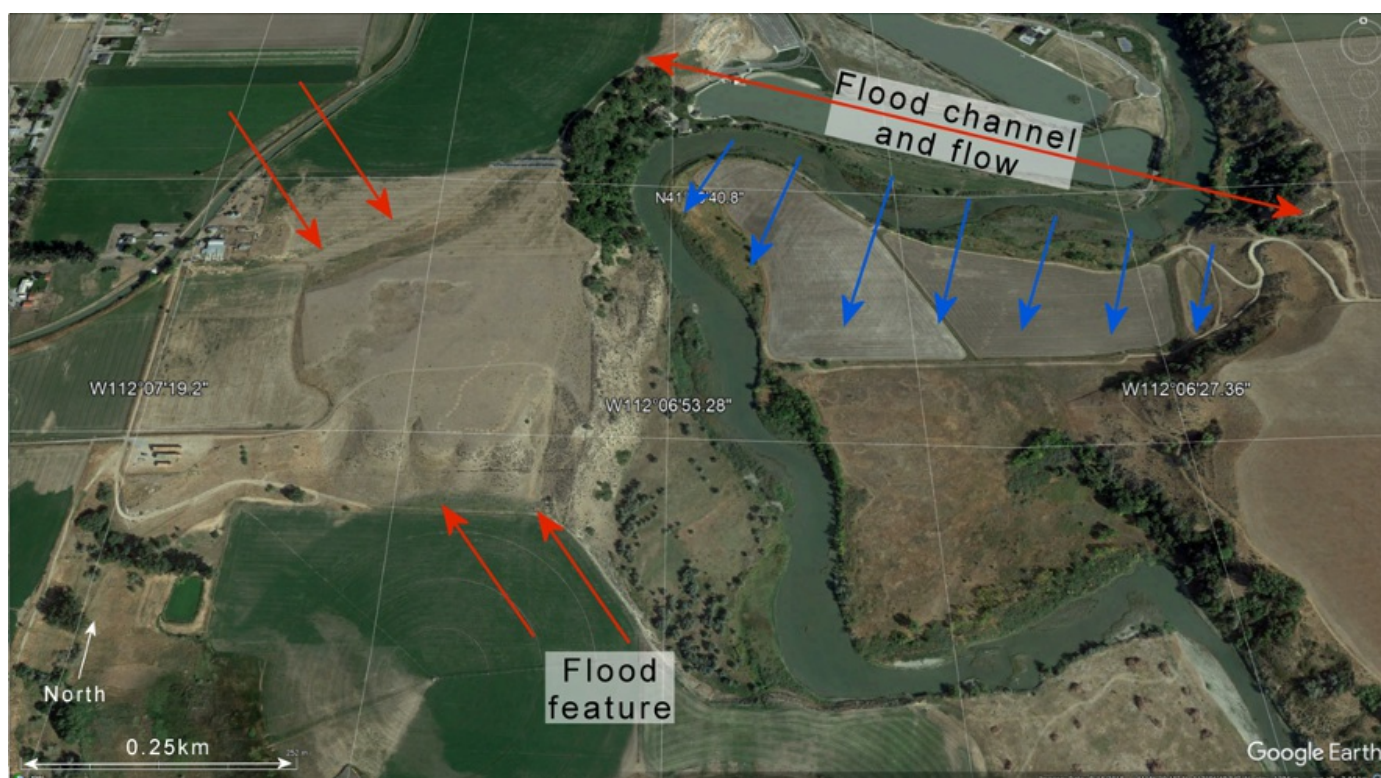 Flood channel
and flow
W112°07'19.2"
W112°06'53.28"
W112°06'27.36"
Flood
feature
North
0.25km
252 m
Google Earth